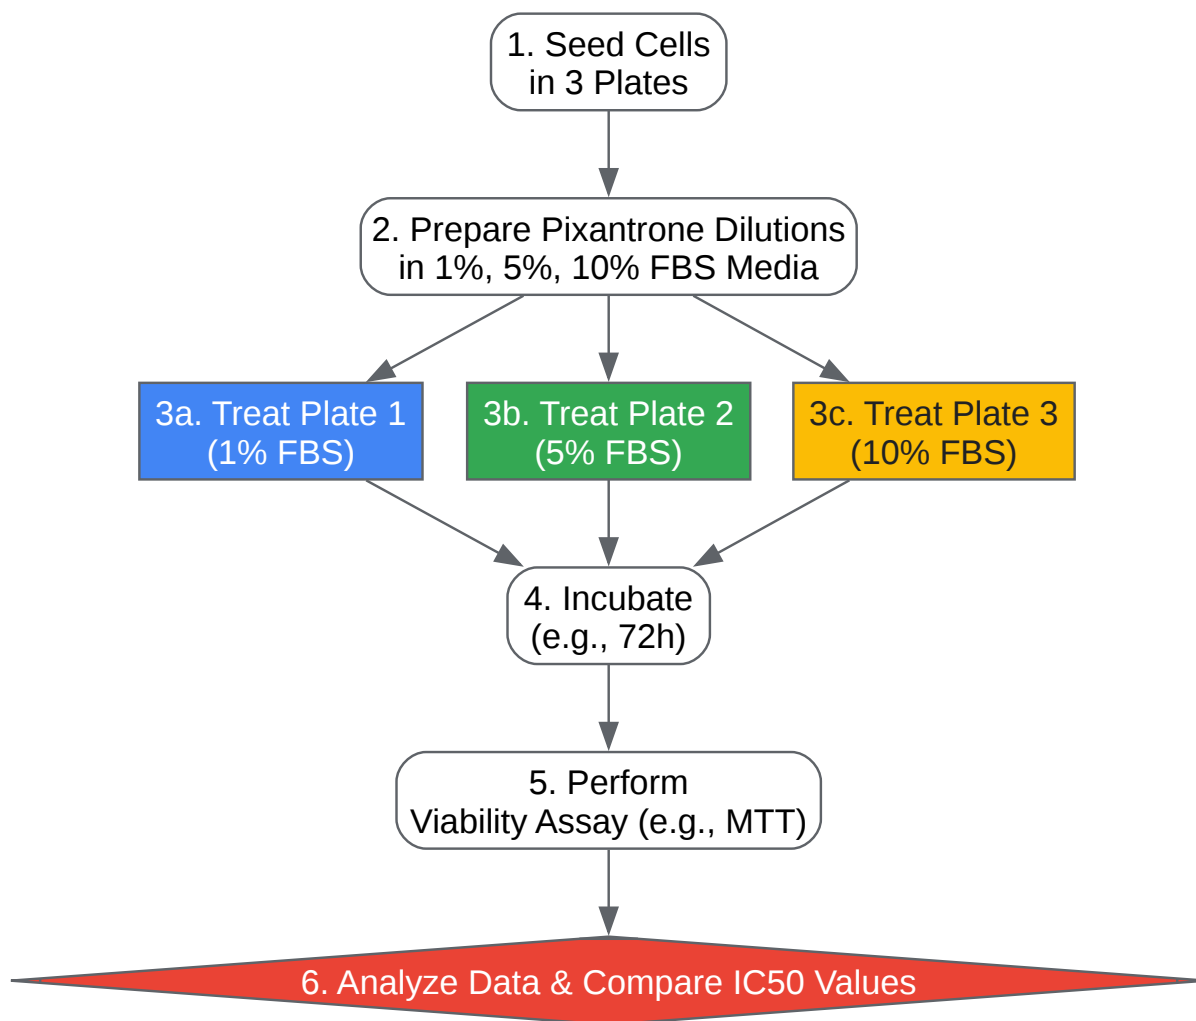 1. Seed Cells
in 3 Plates
2. Prepare Pixantrone Dilutions
in 1%, 5%, 10% FBS Media
3a. Treat Plate 1
(1% FBS)
3b. Treat Plate 2
(5% FBS)
3c. Treat Plate 3
(10% FBS)
4. Incubate
(e.g., 72h)
5. Perform
Viability Assay (e.g., MTT)
6. Analyze Data & Compare IC50 Values